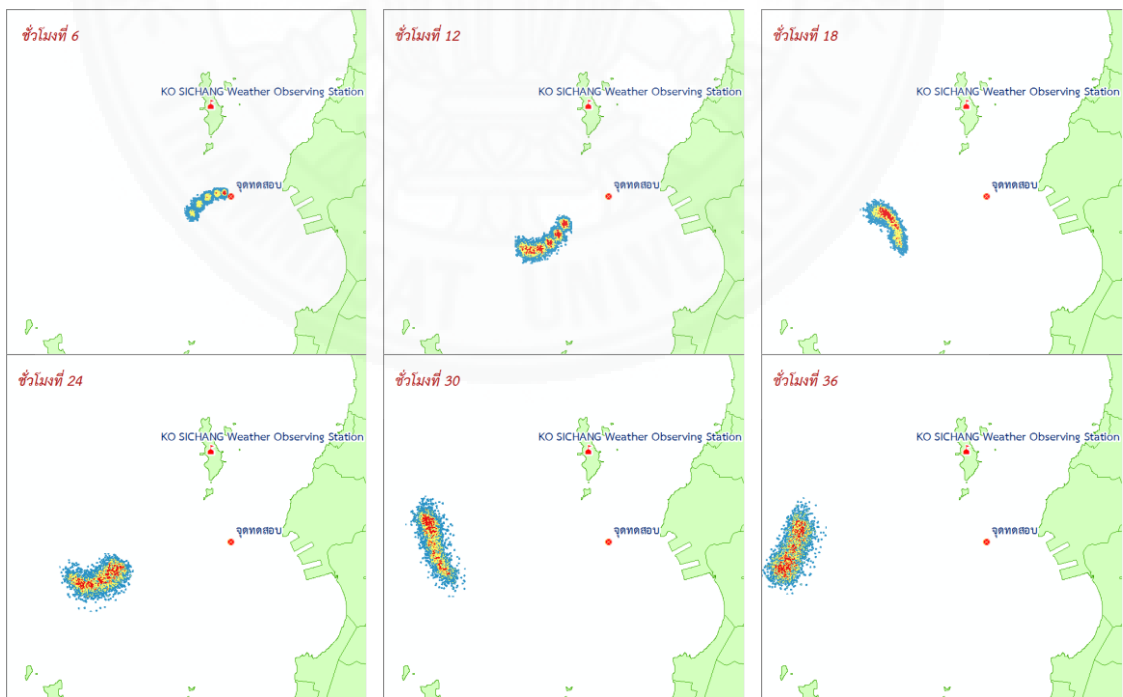 ชั่วโมงที่ 6
KO SICHANG Weather Observing Station
จุดทดสอบ
ชั่วโมงที่ 12
KO SICHANG Weather Observing Station
จุดทดสอบ
ชั่วโมงที่ 18
KO SICHANG Weather Observing Station
จุดทดสอบ
ชั่วโมงที่ 24
KO SICHANG Weather Observing Station
จุดทดสอบ
ชั่วโมงที่ 30
KO SICHANG Weather Observing Station
จุดทดสอบ
ชั่วโมงที่ 36
KO SICHANG Weather Observing Station
จุดทดสอบ